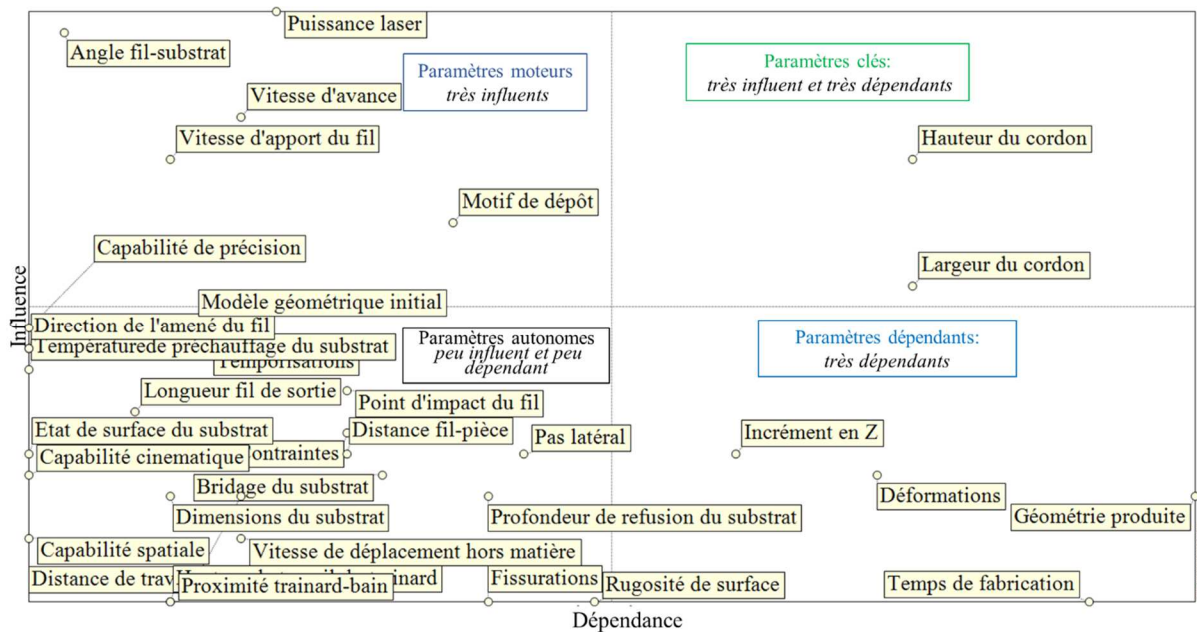 Puissance laser
Angle fil-substrat
Paramètres moteurs
très influents
Paramètres clés:
très influent et très dépendants
Vitesse d'avance
Vitesse d'apport du fil
Hauteur du cordon
Motif de dépôt
Capabilité de précision
Largeur du cordon
Influence
Modèle géométrique initial
Direction de l'amené du fil
Températurede préchauffage du substrat
Temporisations
Paramètres autonomes
peu influent et peu
dépendant
Paramètres dépendants:
très dépendants
Longueur fil de sortie
Point d'impact du fil
Etat de surface du substrat
Distance fil-pièce
Pas latéral
Incrément en Z
Capabilité cinematique
Contraintes
Bridage du substrat
Déformations
Dimensions du substrat
Profondeur de refusion du substrat
Géométrie produite
Capabilité spatiale
Vitesse de déplacement hors matière
Distance de
Proximité trainard-bain
Fissurations
Rugosité de surface
Temps de fabrication
Dépendance